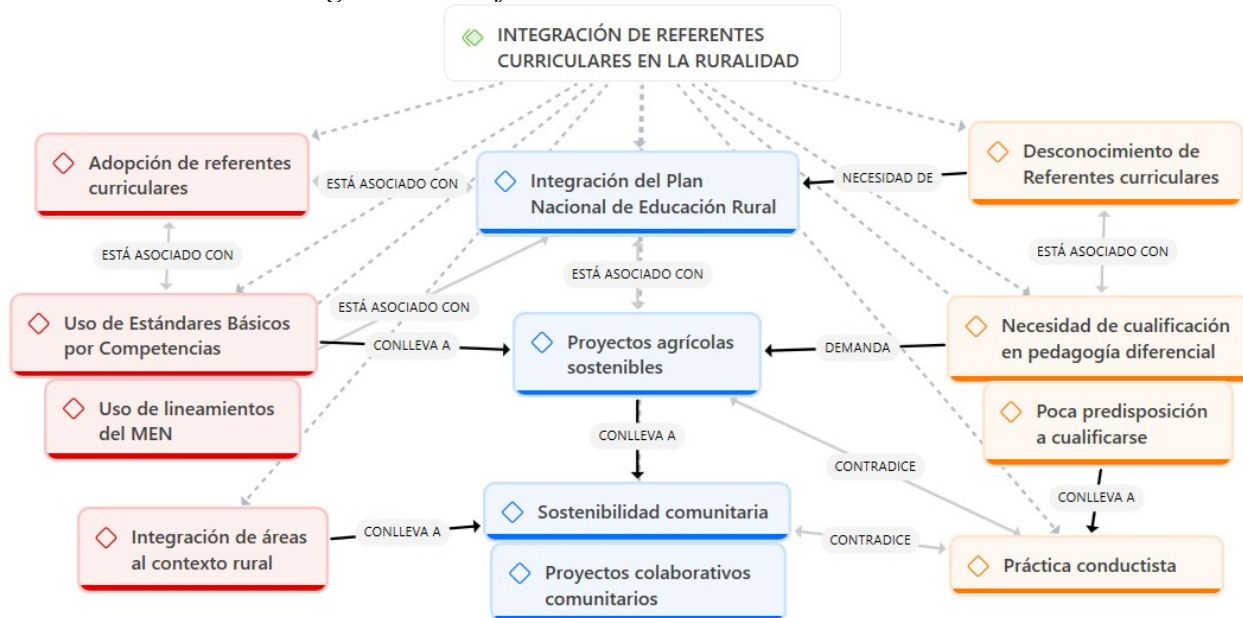 INTEGRACIÓN DE REFERENTES
CURRICULARES EN LA RURALIDAD
Adopción de referentes
curriculares
ESTÁ ASOCIADO CON
Integración del Plan
Nacional de Educación Rural
NECESIDAD DE
Desconocimiento de
Referentes curriculares
ESTÁ ASOCIADO CON
ESTÁ ASOCIADO CON
ESTÁ ASOCIADO CON
ESTÁ ASOCIADO CON
Uso de Estándares Básicos
por Competencias
CONLLEVA A
Proyectos agrícolas
sostenibles
DEMANDA
Necesidad de cualificación
en pedagogía diferencial
Uso de lineamientos
del MEN
Poca predisposición
a cualificarse
CONLLEVA A
CONTRADICE
CONLLEVA A
Integración de áreas
al contexto rural
CONLLEVA A
Sostenibilidad comunitaria
CONTRADICE
Práctica conductista
Proyectos colaborativos
comunitarios